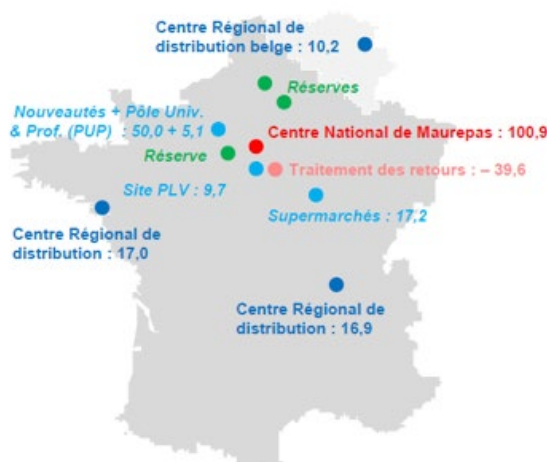 Centre Régional de
distribution belge : 10,2
Réserves
Nouveautés + Pôle Univ.
& Prof. (PUP) : 50,0 + 5,1
Centre National de Maurepas : 100,9
Réserve
Traitement des retours : – 39,6
Site PLV : 9,7
Supermarchés : 17,2
Centre Régional de
distribution : 17,0
Centre Régional de
distribution : 16,9